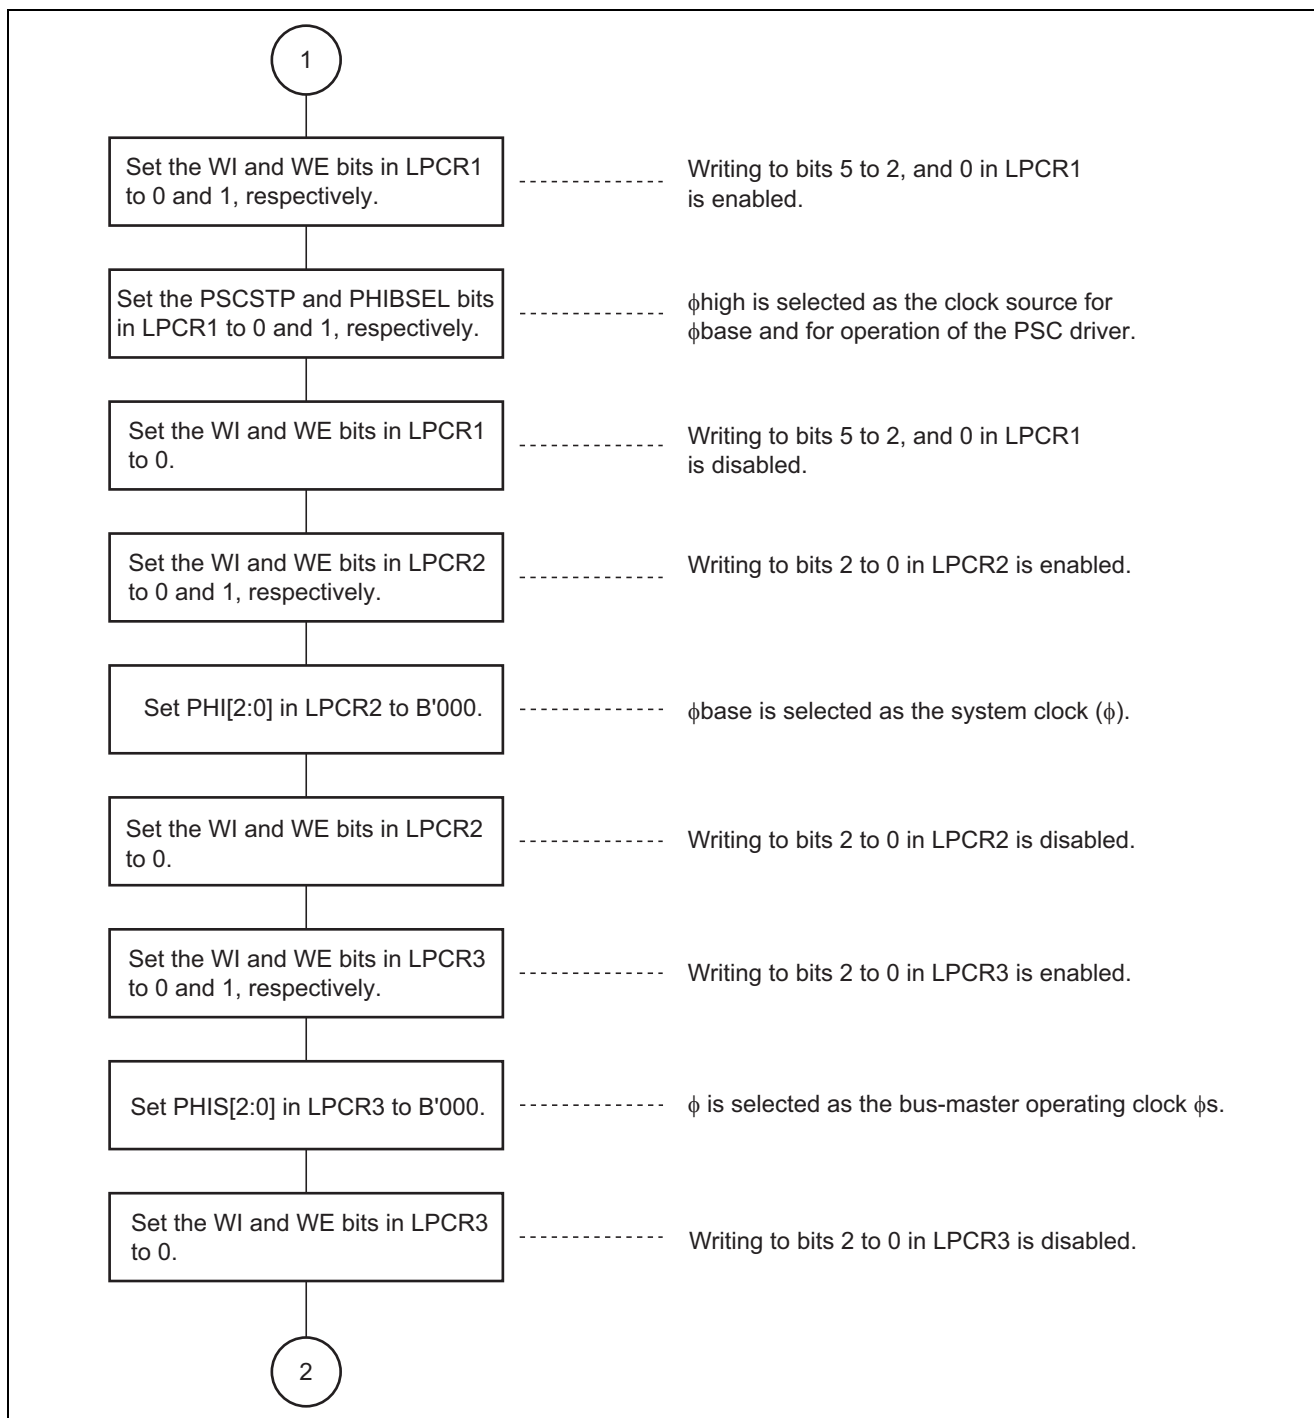 1
Set the WI and WE bits in LPCR1
to 0 and 1, respectively.
Writing to bits 5 to 2, and 0 in LPCR1
is enabled.
Set the PSCSTP and PHIBSEL bits
in LPCR1 to 0 and 1, respectively.
ϕhigh is selected as the clock source for
ϕbase and for operation of the PSC driver.
Set the WI and WE bits in LPCR1
to 0.
Writing to bits 5 to 2, and 0 in LPCR1
is disabled.
Set the WI and WE bits in LPCR2
to 0 and 1, respectively.
Writing to bits 2 to 0 in LPCR2 is enabled.
Set PHI[2:0] in LPCR2 to B'000.
ϕbase is selected as the system clock (ϕ).
Set the WI and WE bits in LPCR2
to 0.
Writing to bits 2 to 0 in LPCR2 is disabled.
Set the WI and WE bits in LPCR3
to 0 and 1, respectively.
Writing to bits 2 to 0 in LPCR3 is enabled.
Set PHIS[2:0] in LPCR3 to B'000.
ϕ is selected as the bus-master operating clock ϕs.
Set the WI and WE bits in LPCR3
to 0.
Writing to bits 2 to 0 in LPCR3 is disabled.
2